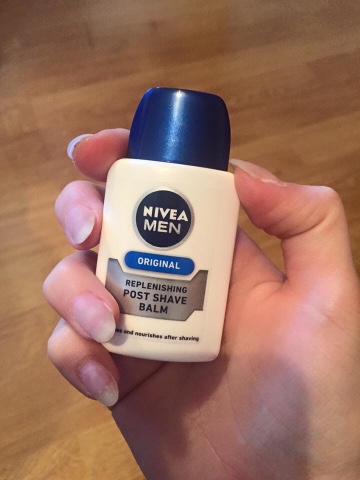 NIVEA
MEN
ORIGINAL
REPLENISHING
POST SHAVE
BALM
and nourishes after shaving